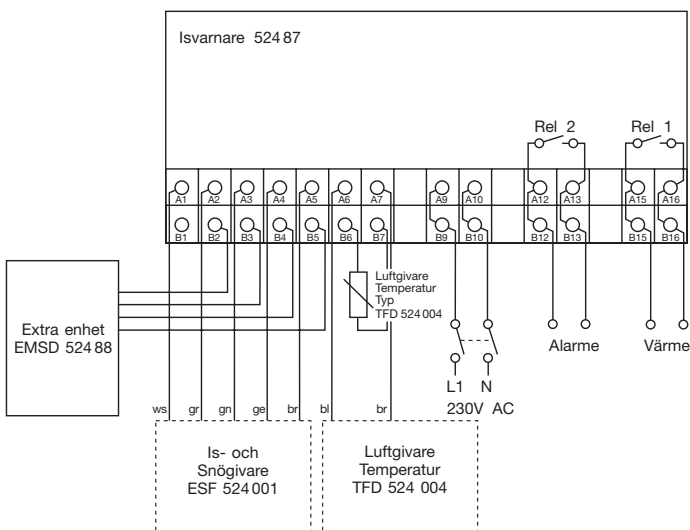 Isvarnare 524 87
Rel 2 Rel 1
A1 A2 A3 A4 A5 A6 A7 A9 A10 A12 A13 A15 A16
B1 B2 B3 B4 B5 B6 B7 B9 B10 B12 B13 B15 B16
Luftgivare
Temperatur
Typ
TFD 524 004
Extra enhet
EMSD 524 88
Alarme Värme
L1 N
230V AC
ws gr gn ge br bl br
Is- och
Snögivare
ESF 524 001
Luftgivare
Temperatur
TFD 524 004